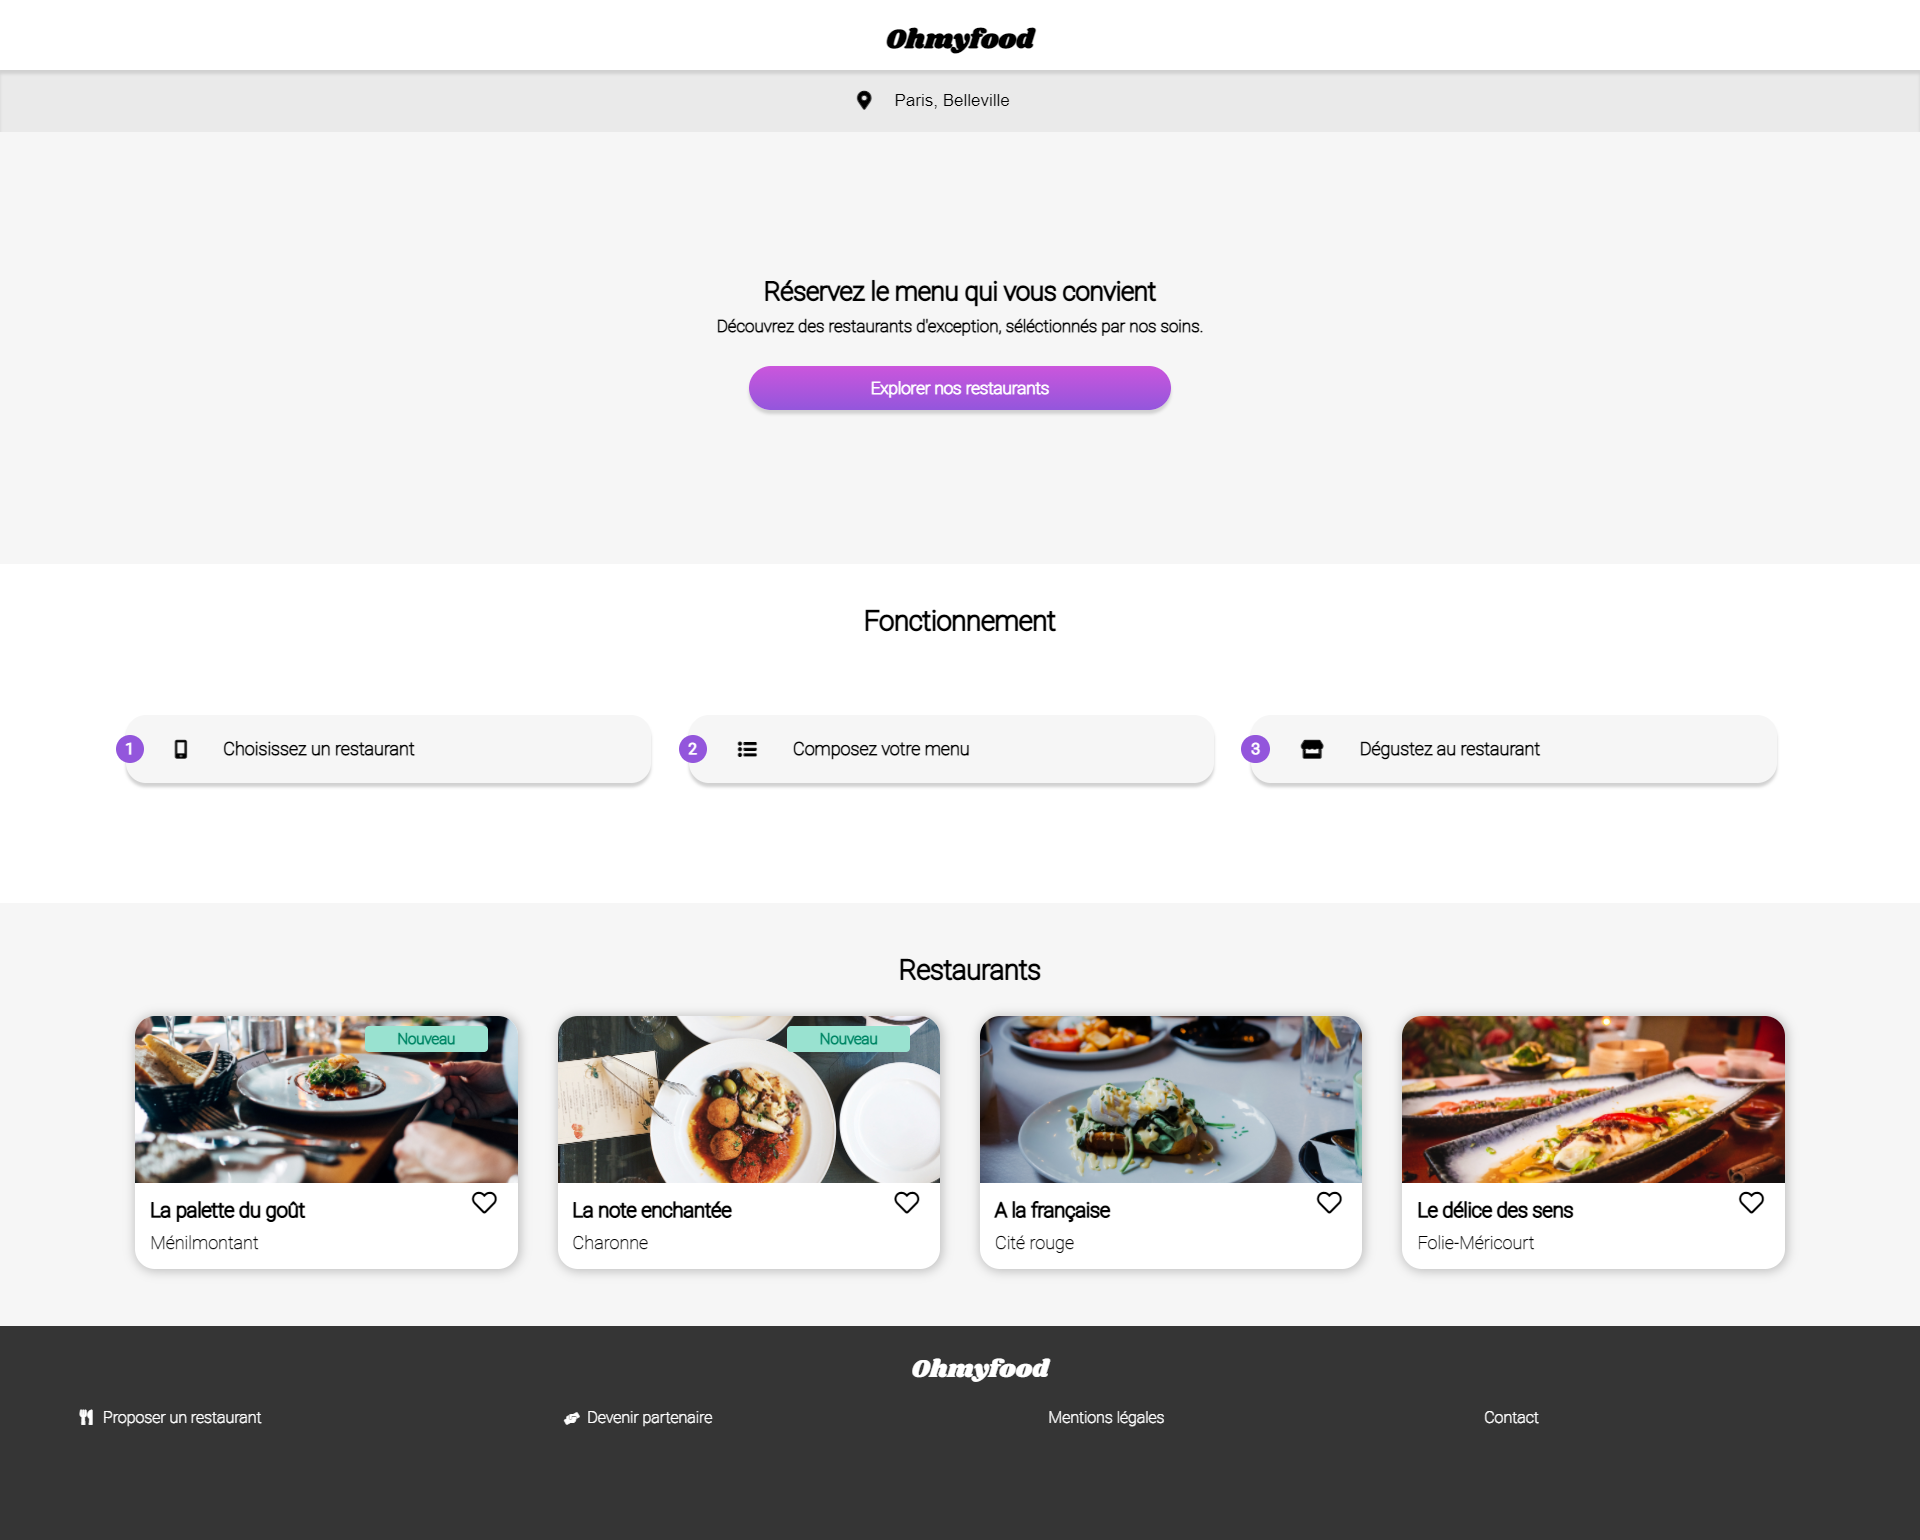 Ohmyfood
Paris, Belleville
Réservez le menu qui vous convient
Découvrez des restaurants d'exception, séléctionnés par nos soins.
Explorer nos restaurants
Fonctionnement
1 Choisissez un restaurant
2 Composez votre menu
3 Dégustez au restaurant
Restaurants
Nouveau
La palette du goût
Ménilmontant
Nouveau
La note enchantée
Charonne
A la française
Cité rouge
Le délice des sens
Folie-Méricourt
Ohmyfood
Proposer un restaurant
Devenir partenaire
Mentions légales
Contact